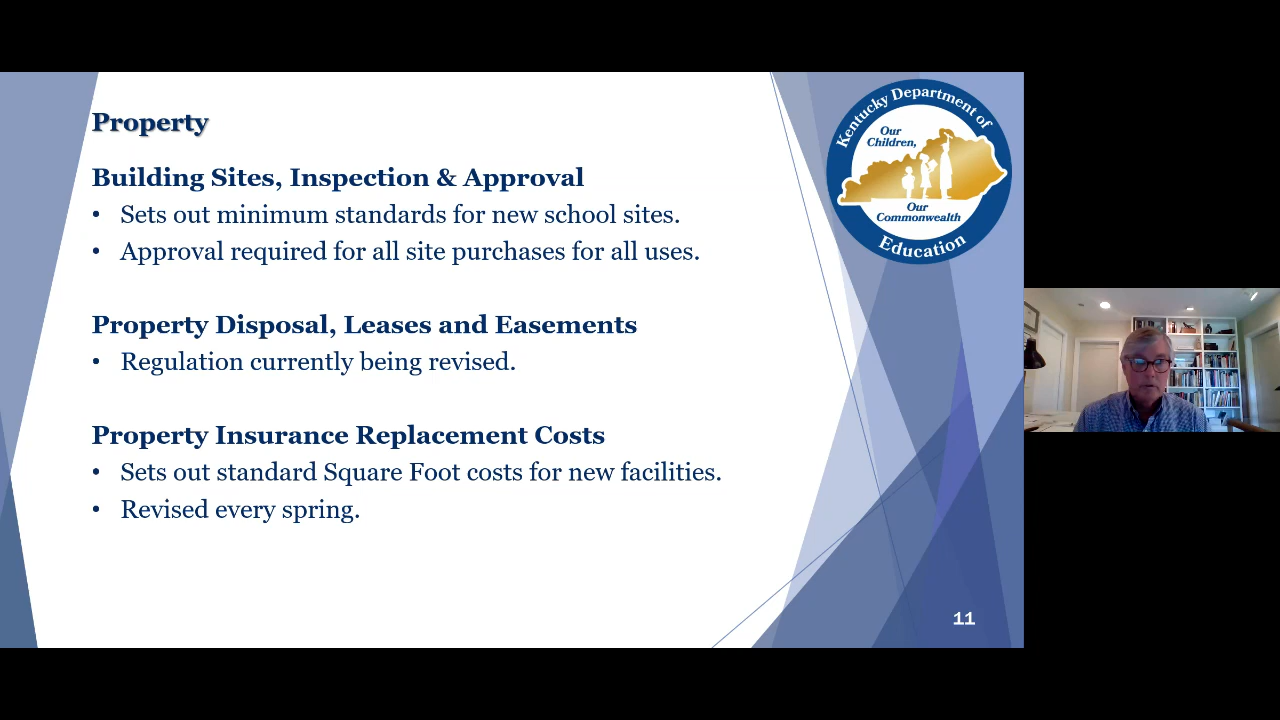 Property
Building Sites, Inspection & Approval
• Sets out minimum standards for new school sites.
• Approval required for all site purchases for all uses.
Property Disposal, Leases and Easements
• Regulation currently being revised.
Property Insurance Replacement Costs
• Sets out standard Square Foot costs for new facilities.
• Revised every spring.
Kentucky Department of
Our
Children,
Our
Commonwealth
Education
11